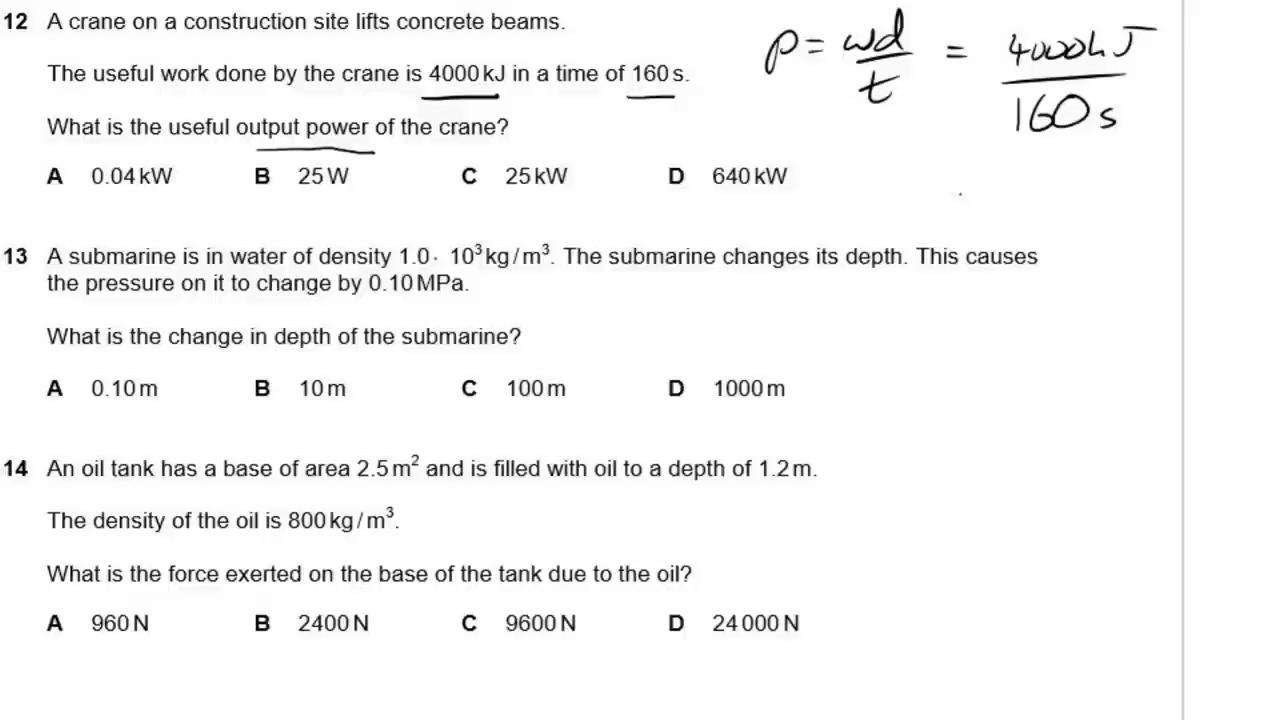 12 A crane on a construction site lifts concrete beams.
The useful work done by the crane is 4000 kJ in a time of 160 s.
What is the useful output power of the crane?
A 0.04 kW B 25 W C 25 kW D 640 kW
P = wd/t = 4000kJ/160s
13 A submarine is in water of density 1.0· 10³ kg/m³. The submarine changes its depth. This causes
the pressure on it to change by 0.10 MPa.
What is the change in depth of the submarine?
A 0.10 m B 10 m C 100 m D 1000 m
14 An oil tank has a base of area 2.5 m² and is filled with oil to a depth of 1.2 m.
The density of the oil is 800 kg/m³.
What is the force exerted on the base of the tank due to the oil?
A 960 N B 2400 N C 9600 N D 24 000 N